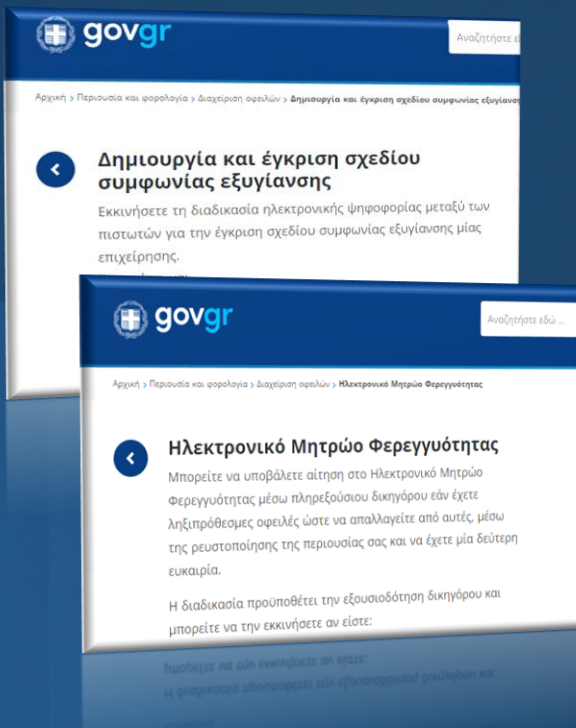 govgr
Αναζητήστε
Αρχική > Περιουσία και φορολογία > Διαχείριση οφειλών > Δημιουργία και έγκριση σχεδίου συμφωνίας
Δημιουργία και έγκριση σχεδίου
συμφωνίας εξυγίανσης
Εκκινήσετε τη διαδικασία ηλεκτρονικής ψηφοφορίας μεταξύ των
πιστωτών για την έγκριση σχεδίου συμφωνίας εξυγίανσης μίας
επιχείρησης.
govgr
Αναζητήστε εδώ ...
Αρχική > Περιουσία και φορολογία > Διαχείριση οφειλών > Ηλεκτρονικό Μητρώο Φερεγγυότητας
Ηλεκτρονικό Μητρώο Φερεγγυότητας
Μπορείτε να υποβάλετε αίτηση στο Ηλεκτρονικό Μητρώο
Φερεγγυότητας μέσω πληρεξούσιου δικηγόρου εάν έχετε
ληξιπρόθεσμες οφειλές ώστε να απαλλαγείτε από αυτές, μέσω
της ρευστοποίησης της περιουσίας σας και να έχετε μία δεύτερη
ευκαιρία.
Η διαδικασία προϋποθέτει την εξουσιοδότηση δικηγόρου και
μπορείτε να την εκκινήσετε αν είστε: